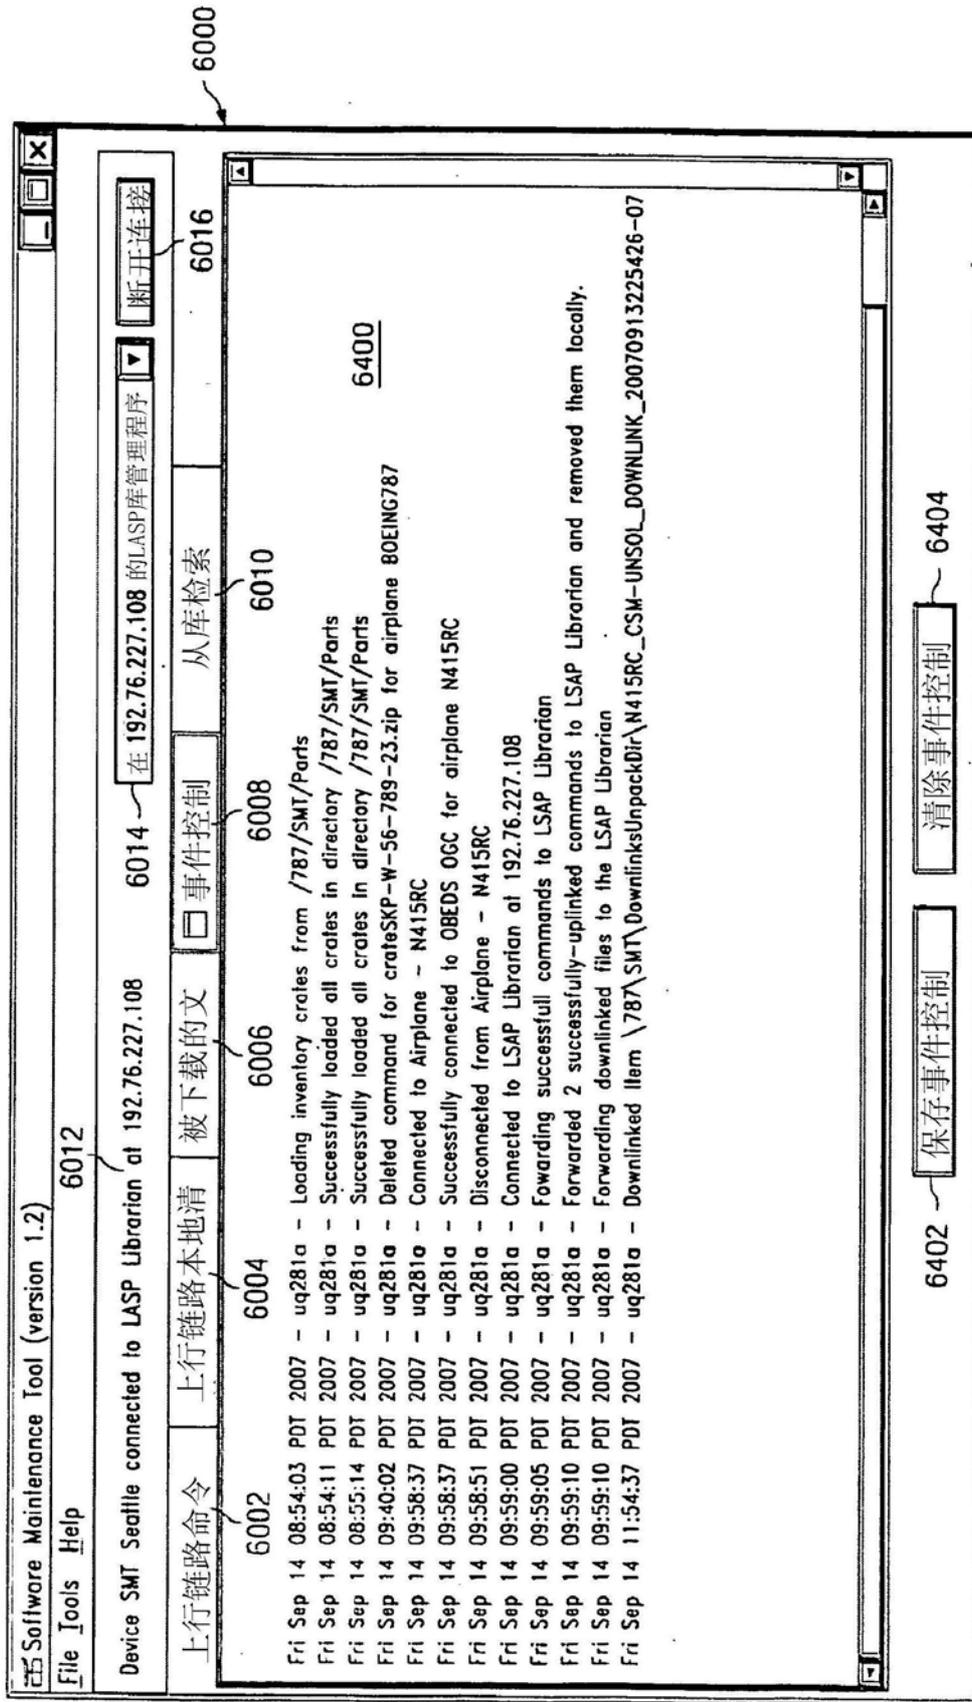 Software Maintenance Tool (version 1.2)
File Tools Help
6012
6000
Device SMT Seattle connected to LASP Librarian at 192.76.227.108
6014
在 192.76.227.108 的LASP库管理程序
断开连接
6016
上行链路命令
上行链路本地清
被下载的文
事件控制
从库检索
6002
6004
6006
6008
6010
6400
Fri Sep 14 08:54:03 PDT 2007 - uq281a - Loading inventory crates from /787/SMT/Parts
Fri Sep 14 08:54:11 PDT 2007 - uq281a - Successfully loaded all crates in directory /787/SMT/Parts
Fri Sep 14 08:55:14 PDT 2007 - uq281a - Successfully loaded all crates in directory /787/SMT/Parts
Fri Sep 14 09:40:02 PDT 2007 - uq281a - Deleted command for crateSKP-W-56-789-23.zip for airplane BOEING787
Fri Sep 14 09:58:37 PDT 2007 - uq281a - Connected to Airplane - N415RC
Fri Sep 14 09:58:37 PDT 2007 - uq281a - Successfully connected to OBEDS OGC for airplane N415RC
Fri Sep 14 09:58:51 PDT 2007 - uq281a - Disconnected from Airplane - N415RC
Fri Sep 14 09:59:00 PDT 2007 - uq281a - Connected to LSAP Librarian at 192.76.227.108
Fri Sep 14 09:59:05 PDT 2007 - uq281a - Fowarding successfull commands to LSAP Librarian
Fri Sep 14 09:59:10 PDT 2007 - uq281a - Forwarded 2 successfully-uplinked commands to LSAP Librarian and removed them locally.
Fri Sep 14 09:59:10 PDT 2007 - uq281a - Forwarding downlinked files to the LSAP Librarian
Fri Sep 14 11:54:37 PDT 2007 - uq281a - Downlinked Item \787\SMT\DownlinksUnpackDir\N415RC_CSM-UNSOL_DOWNLINK_20070913225426-07
6402
保存事件控制
清除事件控制
6404